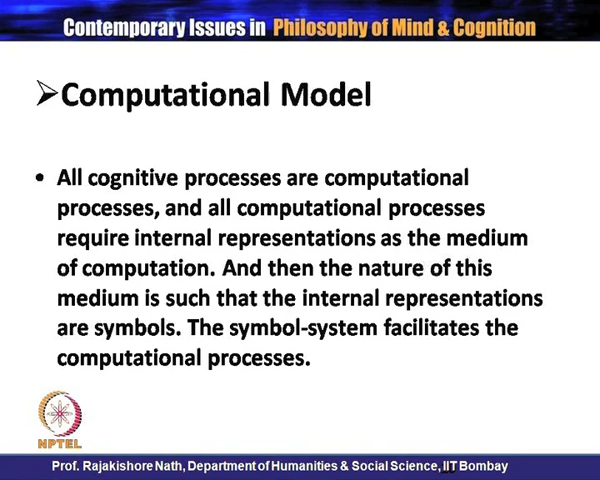 Contemporary Issues in Philosophy of Mind & Cognition
➢Computational Model
• All cognitive processes are computational
processes, and all computational processes
require internal representations as the medium
of computation. And then the nature of this
medium is such that the internal representations
are symbols. The symbol-system facilitates the
computational processes.
NPTEL
Prof. Rajakishore Nath, Department of Humanities & Social Science, IIT Bombay